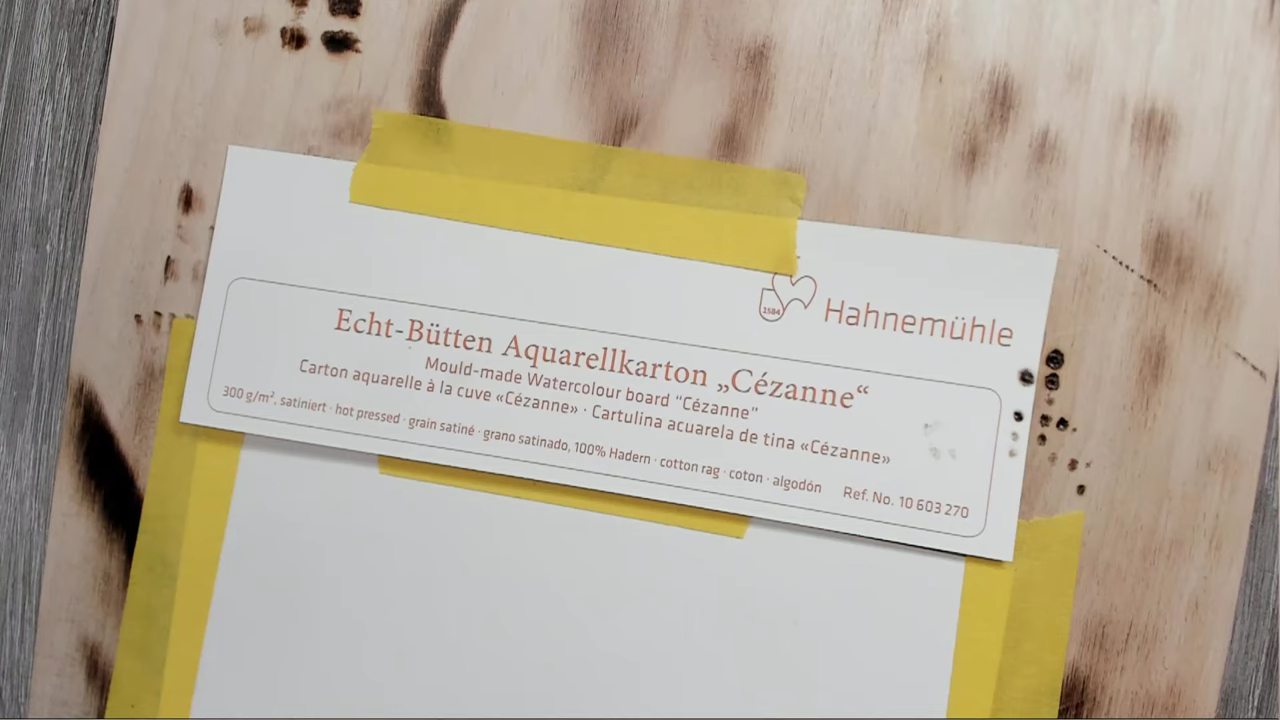 1584
Hahnemühle
Echt-Bütten Aquarellkarton „Cézanne“
Mould-made Watercolour board "Cézanne"
Carton aquarelle à la cuve «Cézanne» · Cartulina acuarela de tina «Cézanne»
300 g/m², satiniert · hot pressed · grain satiné · grano satinado, 100% Hadern · cotton rag · coton · algodón Ref. No. 10 603 270